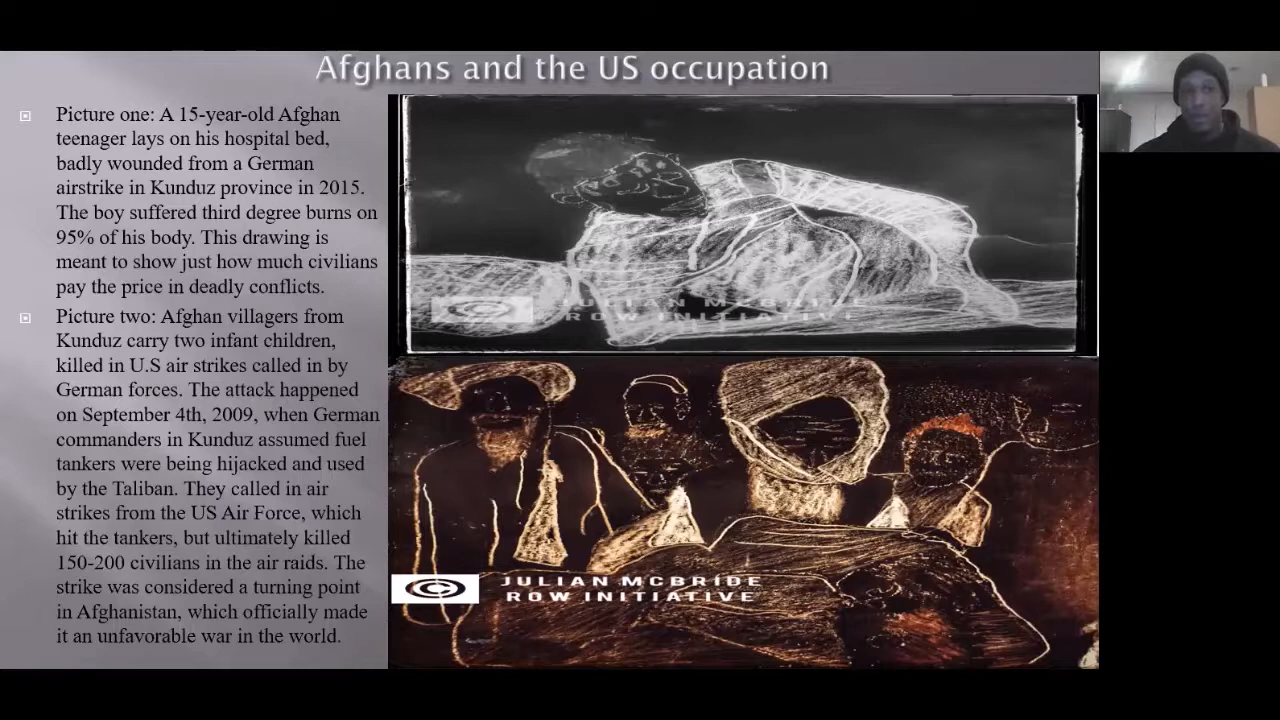 Afghans and the US occupation
Picture one: A 15-year-old Afghan
teenager lays on his hospital bed,
badly wounded from a German
airstrike in Kunduz province in 2015.
The boy suffered third degree burns on
95% of his body. This drawing is
meant to show just how much civilians
pay the price in deadly conflicts.
Picture two: Afghan villagers from
Kunduz carry two infant children,
killed in U.S air strikes called in by
German forces. The attack happened
on September 4th, 2009, when German
commanders in Kunduz assumed fuel
tankers were being hijacked and used
by the Taliban. They called in air
strikes from the US Air Force, which
hit the tankers, but ultimately killed
150-200 civilians in the air raids. The
strike was considered a turning point
in Afghanistan, which officially made
it an unfavorable war in the world.
© JULIAN MCBRIDE
ROW INITIATIVE
© JULIAN MCBRIDE
ROW INITIATIVE